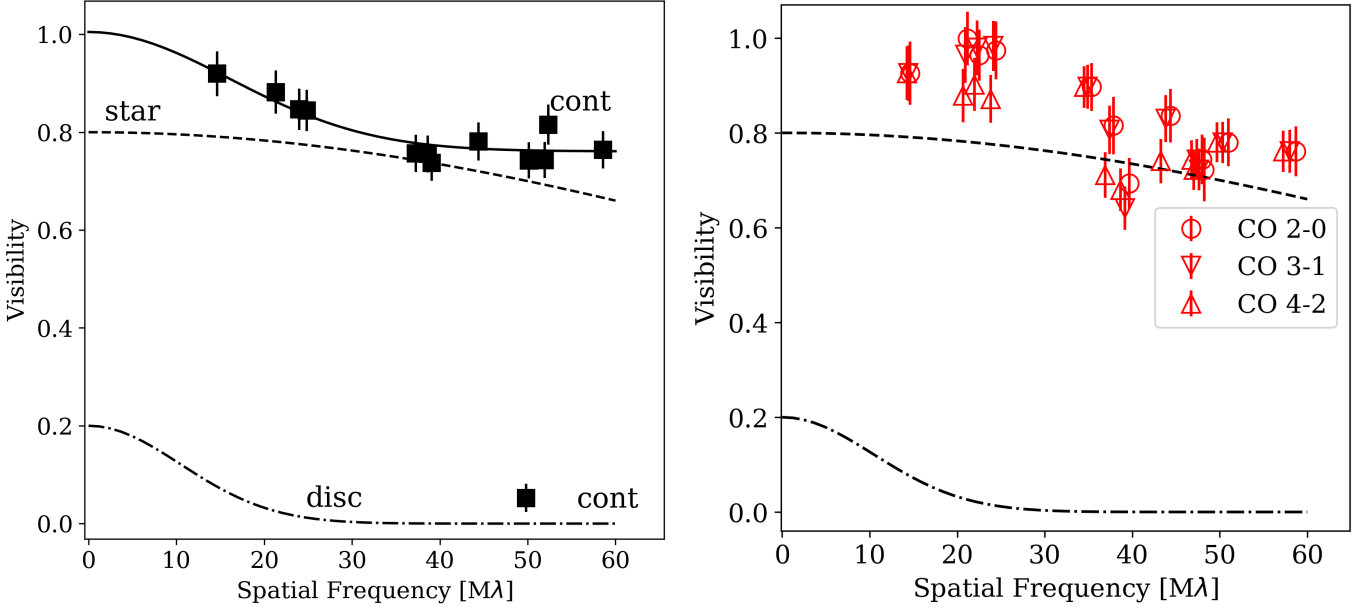 1.0
0.8
0.6
0.4
0.2
0.0
Visibility
star
cont
disc
cont
0 10 20 30 40 50 60
Spatial Frequency [Mλ]
1.0
0.8
0.6
0.4
0.2
0.0
Visibility
CO 2-0
CO 3-1
CO 4-2
0 10 20 30 40 50 60
Spatial Frequency [Mλ]